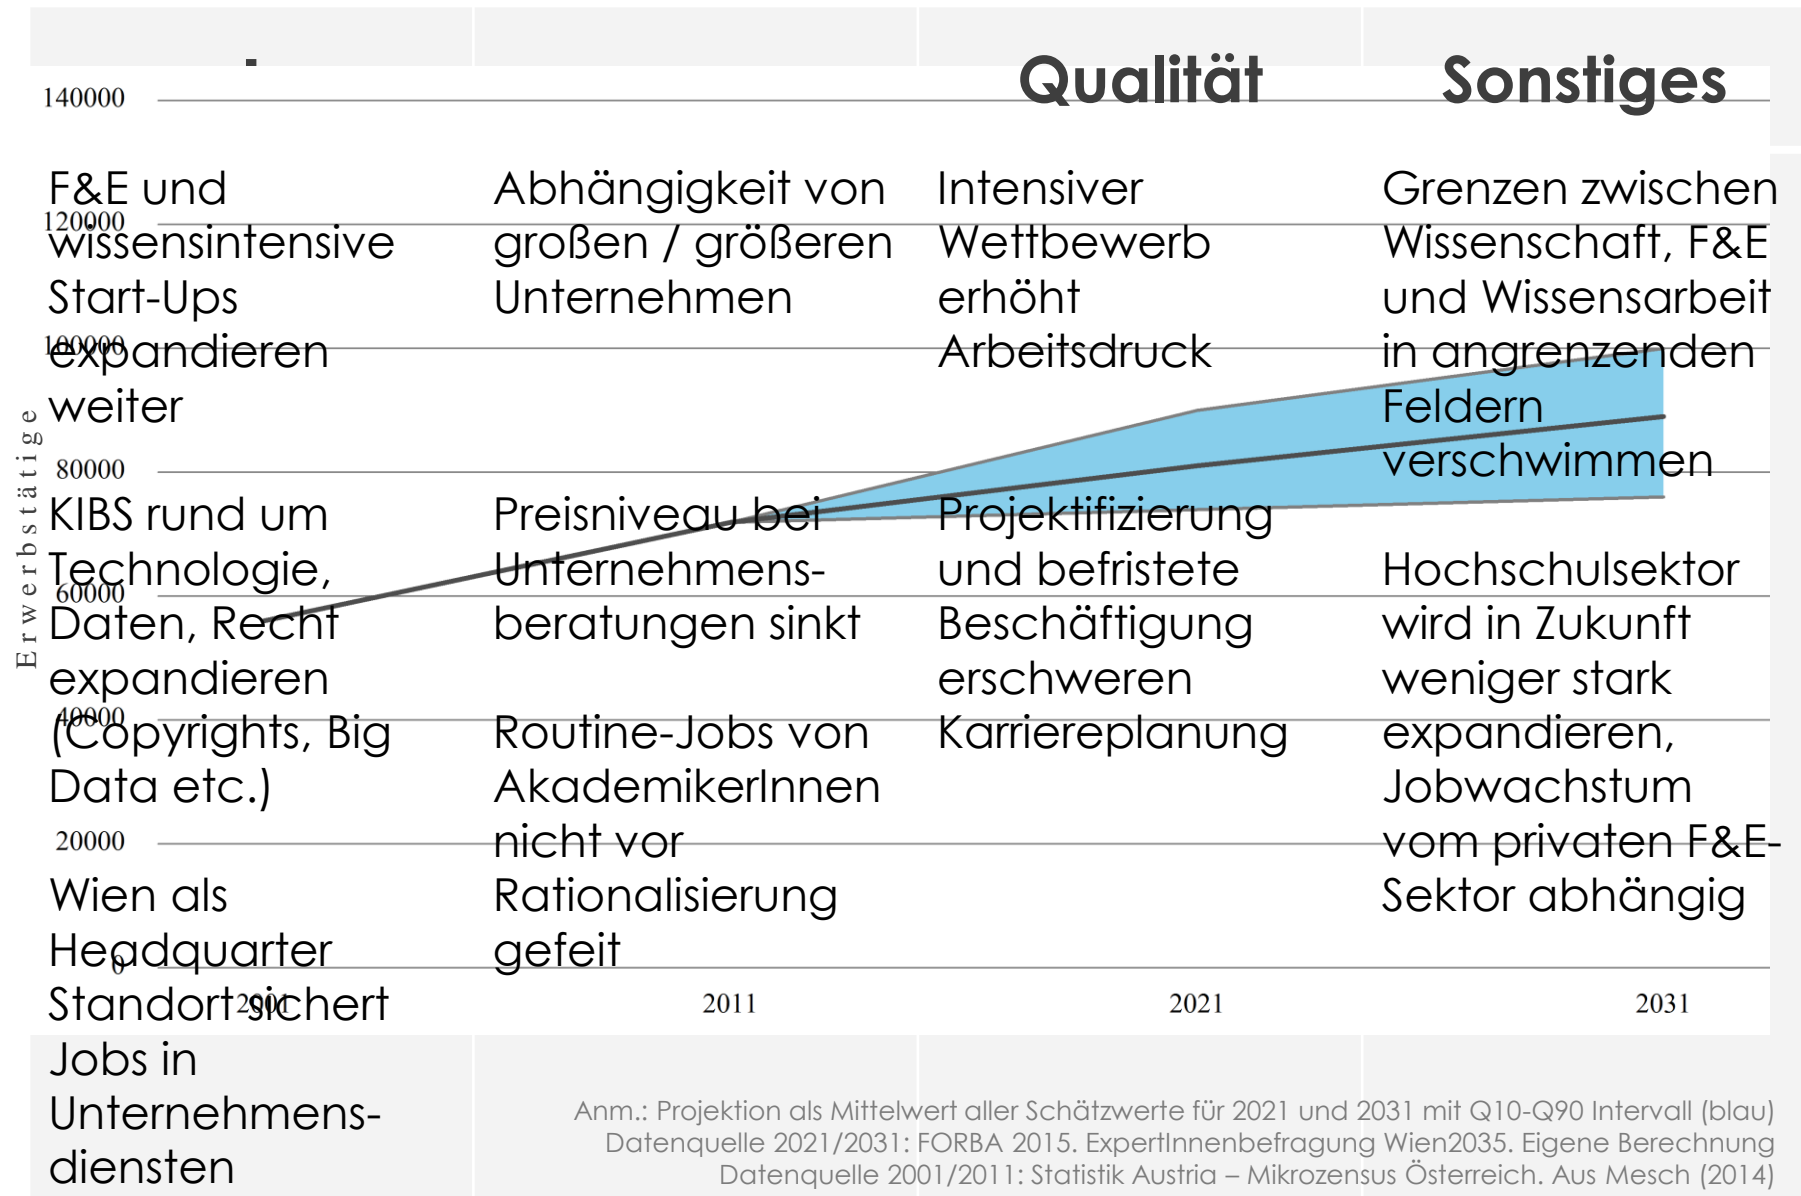 Qualität
Sonstiges
F&E und
wissensintensive
Start-Ups
expandieren
weiter
KIBS rund um
Technologie,
Daten, Recht
expandieren
(Copyrights, Big
Data etc.)
Wien als
Headquarter
Standort sichert
Jobs in
Unternehmens-
diensten
Abhängigkeit von
großen / größeren
Unternehmen
Preisniveau bei
Unternehmens-
beratungen sinkt
Routine-Jobs von
AkademikerInnen
nicht vor
Rationalisierung
gefeit
Intensiver
Wettbewerb
erhöht
Arbeitsdruck
Projektifizierung
und befristete
Beschäftigung
erschweren
Karriereplanung
Grenzen zwischen
Wissenschaft, F&E
und Wissensarbeit
in angrenzenden
Feldern
verschwimmen
Hochschulsektor
wird in Zukunft
weniger stark
expandieren,
Jobwachstum
vom privaten F&E-
Sektor abhängig
Erwerbstätige
140000
120000
100000
80000
60000
40000
20000
0
2001
2011
2021
2031
Anm.: Projektion als Mittelwert aller Schätzwerte für 2021 und 2031 mit Q10-Q90 Intervall (blau)
Datenquelle 2021/2031: FORBA 2015. ExpertInnenbefragung Wien2035. Eigene Berechnung
Datenquelle 2001/2011: Statistik Austria – Mikrozensus Österreich. Aus Mesch (2014)